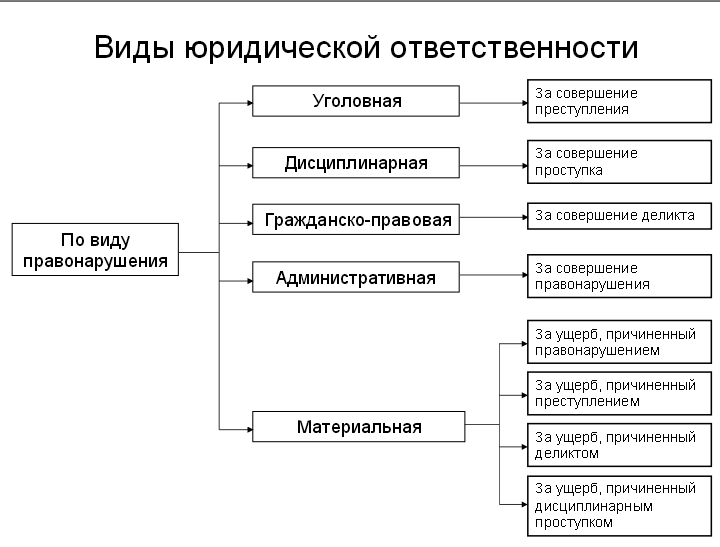 Виды юридической ответственности
По виду
правонарушения
Уголовная
За совершение
преступления
Дисциплинарная
За совершение
проступка
Гражданско-правовая
За совершение деликта
Административная
За совершение
правонарушения
Материальная
За ущерб, причиненный
правонарушением
За ущерб, причиненный
преступлением
За ущерб, причиненный
деликтом
За ущерб, причиненный
дисциплинарным
проступком